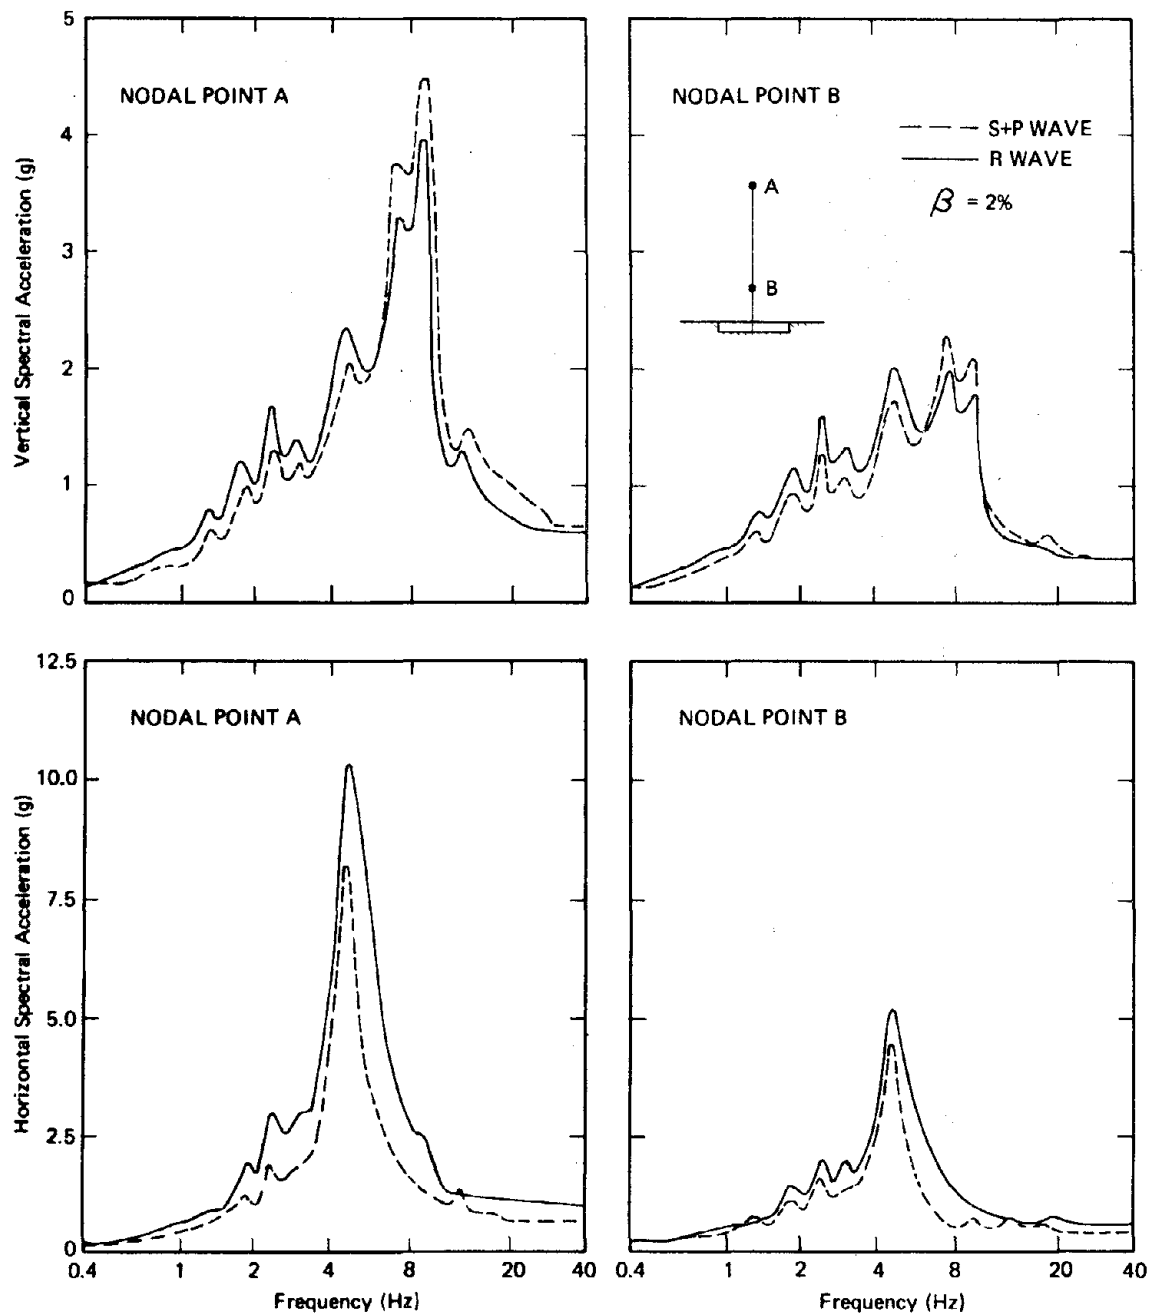 5
4
3
2
1
0
Vertical Spectral Acceleration (g)
NODAL POINT A
NODAL POINT B
S+P WAVE
R WAVE
β = 2%
A
B
12.5
10.0
7.5
5.0
2.5
0
Horizontal Spectral Acceleration (g)
NODAL POINT A
NODAL POINT B
0.4 1 2 4 8 20 40
0.4 1 2 4 8 20 40
Frequency (Hz)
Frequency (Hz)